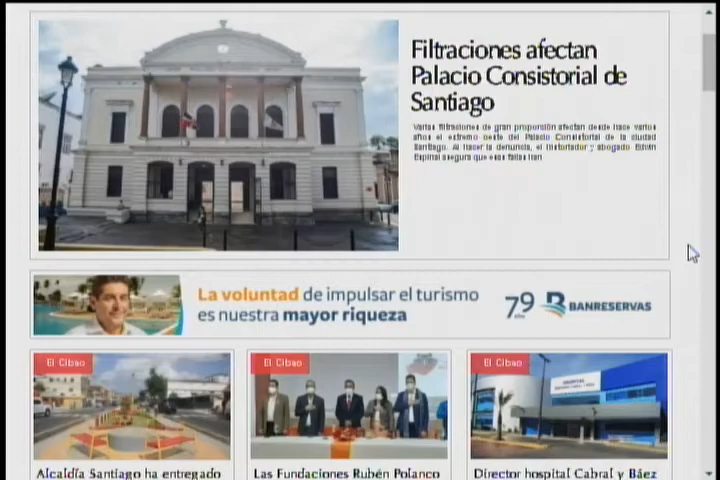 Filtraciones afectan
Palacio Consistorial de
Santiago
Varias filtraciones de gran proporción afectan desde hace varios
años el extremo oeste del Palacio Consistorial de la ciudad
Santiago. Al hacer la denuncia, el historiador y abogado Edwin
Espinal asegura que esas fallas han
La voluntad de impulsar el turismo
es nuestra mayor riqueza
79
años
BANRESERVAS
El Cibao
El Cibao
El Cibao
HOSPITAL
Alcaldía Santiago ha entregado
Las Fundaciones Rubén Polanco
Director hospital Cabral y Báez